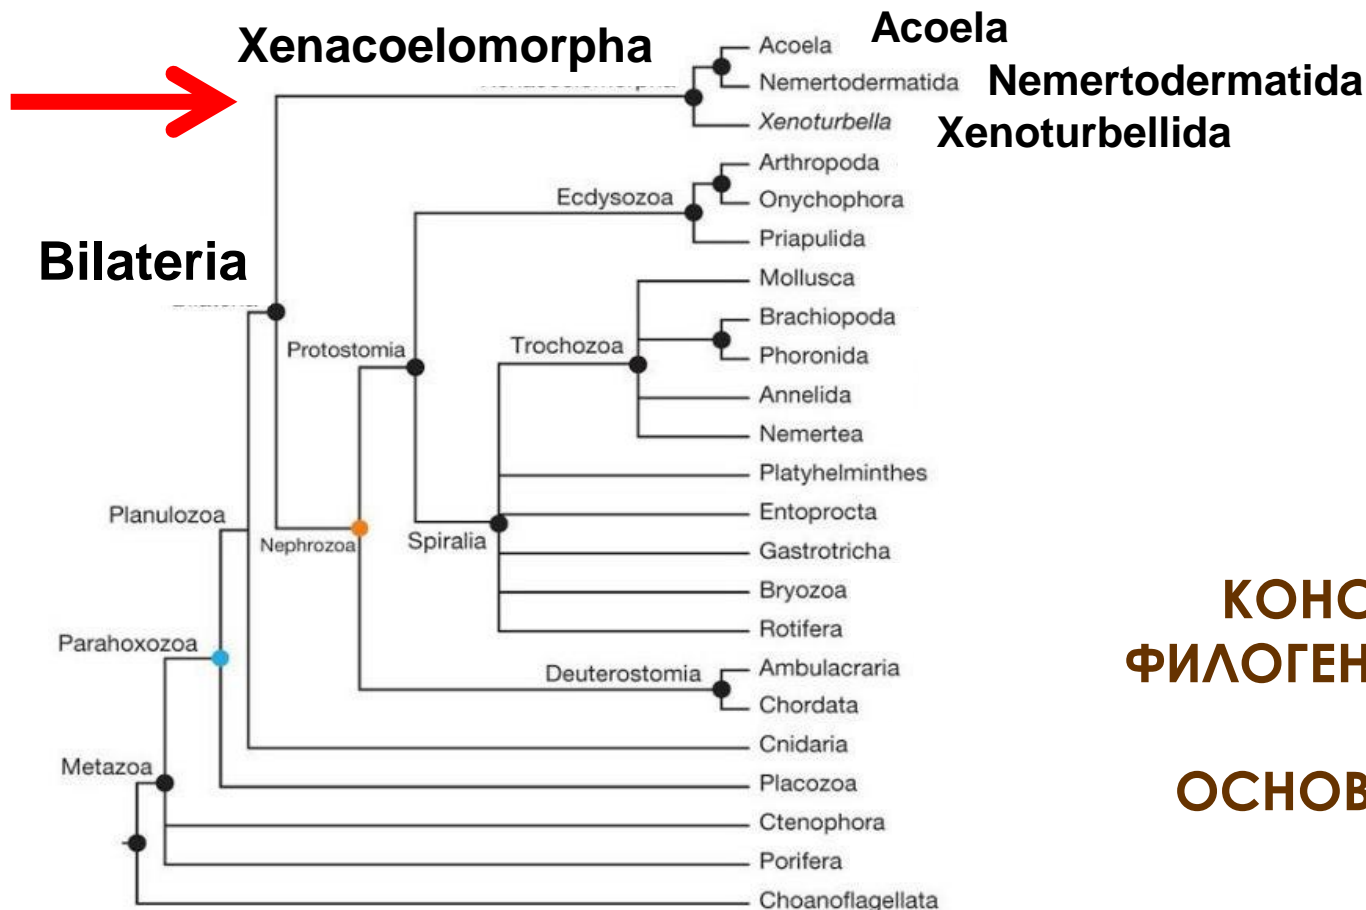 Xenacoelomorpha
Acoela
Acoela
Nemertodermatida
Nemertodermatida
Xenoturbella
Xenoturbellida
Arthropoda
Ecdysozoa
Onychophora
Priapulida
Bilateria
Mollusca
Brachiopoda
Protostomia
Trochozoa
Phoronida
Annelida
Nemertea
Platyhelminthes
Planulozoa
Entoprocta
Nephrozoa
Spiralia
Gastrotricha
Bryozoa
КОНС
Rotifera
Parahoxozoa
ФИЛОГЕН
Deuterostomia
Ambulacraria
Chordata
Cnidaria
Metazoa
Placozoa
ОСНОВ
Ctenophora
Porifera
Choanoflagellata